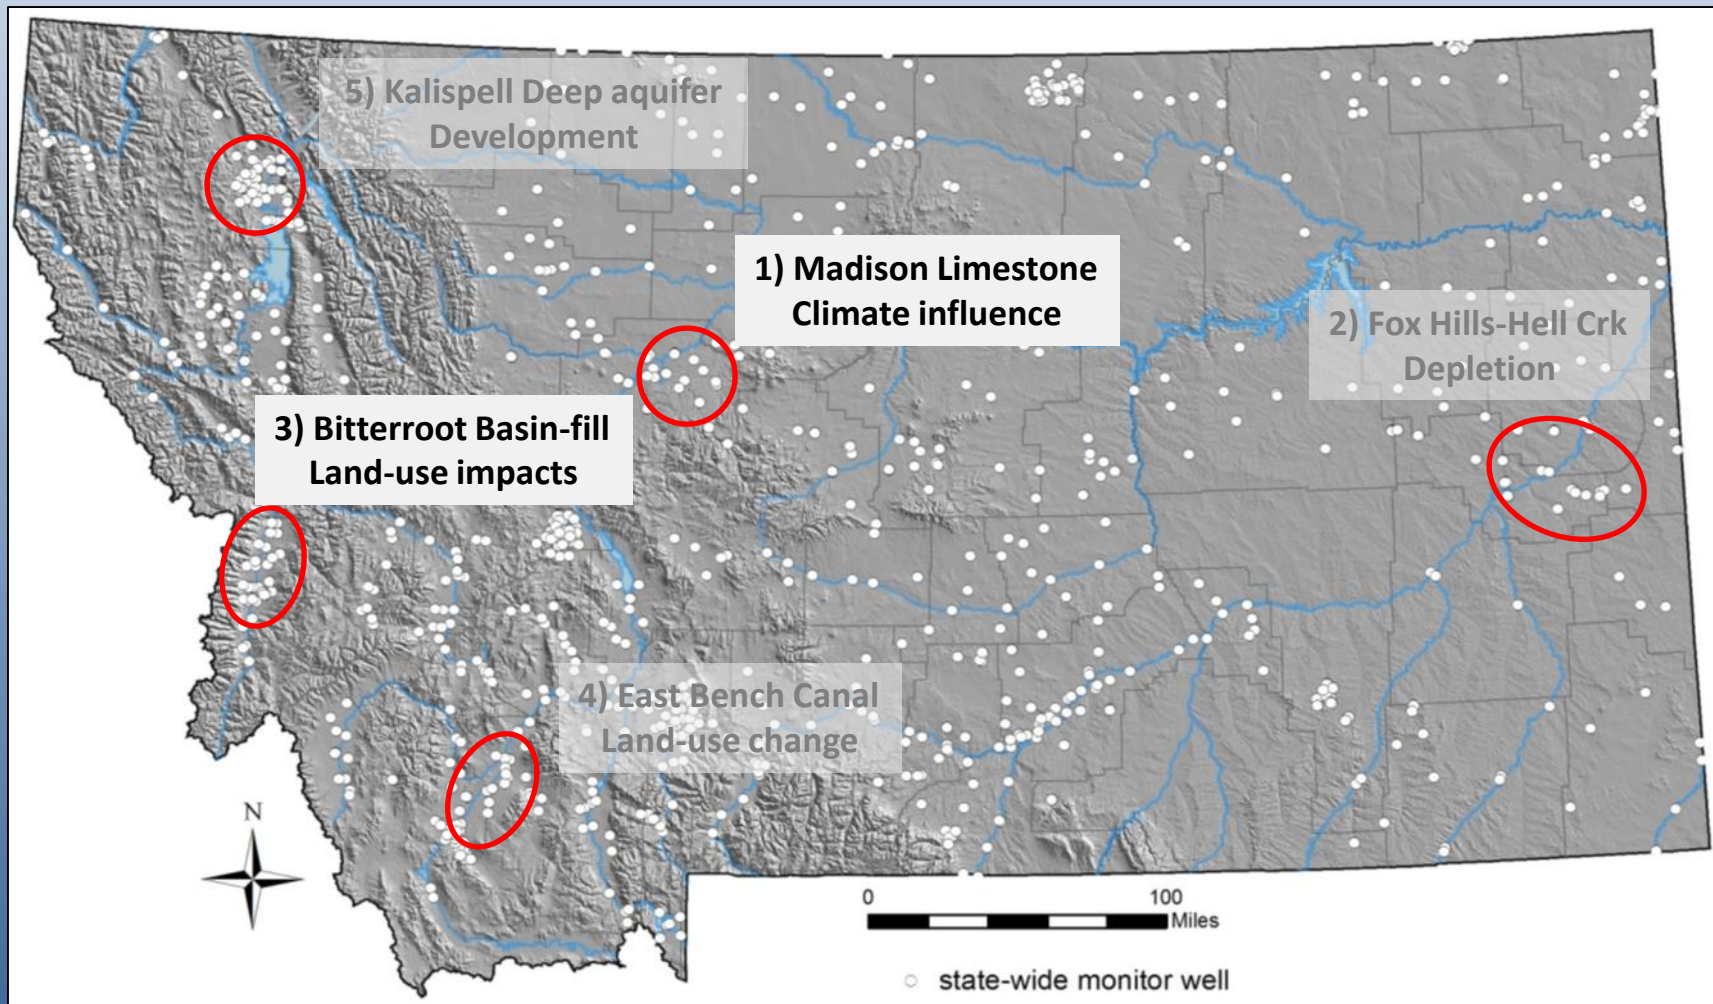 5) Kalispell Deep aquifer
Development
1) Madison Limestone
Climate influence
2) Fox Hills-Hell Crk
Depletion
3) Bitterroot Basin-fill
Land-use impacts
4) East Bench Canal
Land-use change
N
0 100
Miles
state-wide monitor well